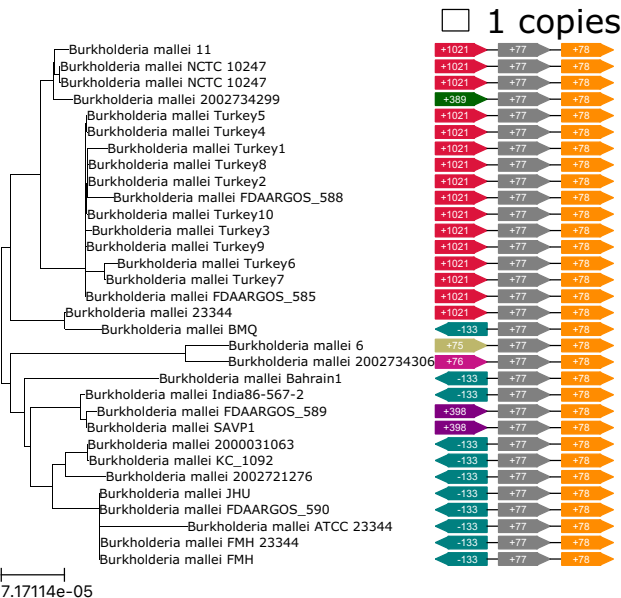 1 copies
Burkholderia mallei 11 +1021 +77 +78
Burkholderia mallei NCTC 10247 +1021 +77 +78
Burkholderia mallei NCTC 10247 +1021 +77 +78
Burkholderia mallei 2002734299 +389 +77 +78
Burkholderia mallei Turkey5 +1021 +77 +78
Burkholderia mallei Turkey4 +1021 +77 +78
Burkholderia mallei Turkey1 +1021 +77 +78
Burkholderia mallei Turkey8 +1021 +77 +78
Burkholderia mallei Turkey2 +1021 +77 +78
Burkholderia mallei FDAARGOS_588 +1021 +77 +78
Burkholderia mallei Turkey10 +1021 +77 +78
Burkholderia mallei Turkey3 +1021 +77 +78
Burkholderia mallei Turkey9 +1021 +77 +78
Burkholderia mallei Turkey6 +1021 +77 +78
Burkholderia mallei Turkey7 +1021 +77 +78
Burkholderia mallei FDAARGOS_585 +1021 +77 +78
Burkholderia mallei 23344 +1021 +77 +78
Burkholderia mallei BMQ -133 +77 +78
Burkholderia mallei 6 +75 +77 +78
Burkholderia mallei 2002734306 +76 +77 +78
Burkholderia mallei Bahrain1 -133 +77 +78
Burkholderia mallei India86-567-2 -133 +77 +78
Burkholderia mallei FDAARGOS_589 +398 +77 +78
Burkholderia mallei SAVP1 +398 +77 +78
Burkholderia mallei 2000031063 -133 +77 +78
Burkholderia mallei KC_1092 -133 +77 +78
Burkholderia mallei 2002721276 -133 +77 +78
Burkholderia mallei JHU -133 +77 +78
Burkholderia mallei FDAARGOS_590 -133 +77 +78
Burkholderia mallei ATCC 23344 -133 +77 +78
Burkholderia mallei FMH 23344 -133 +77 +78
Burkholderia mallei FMH -133 +77 +78
7.17114e-05